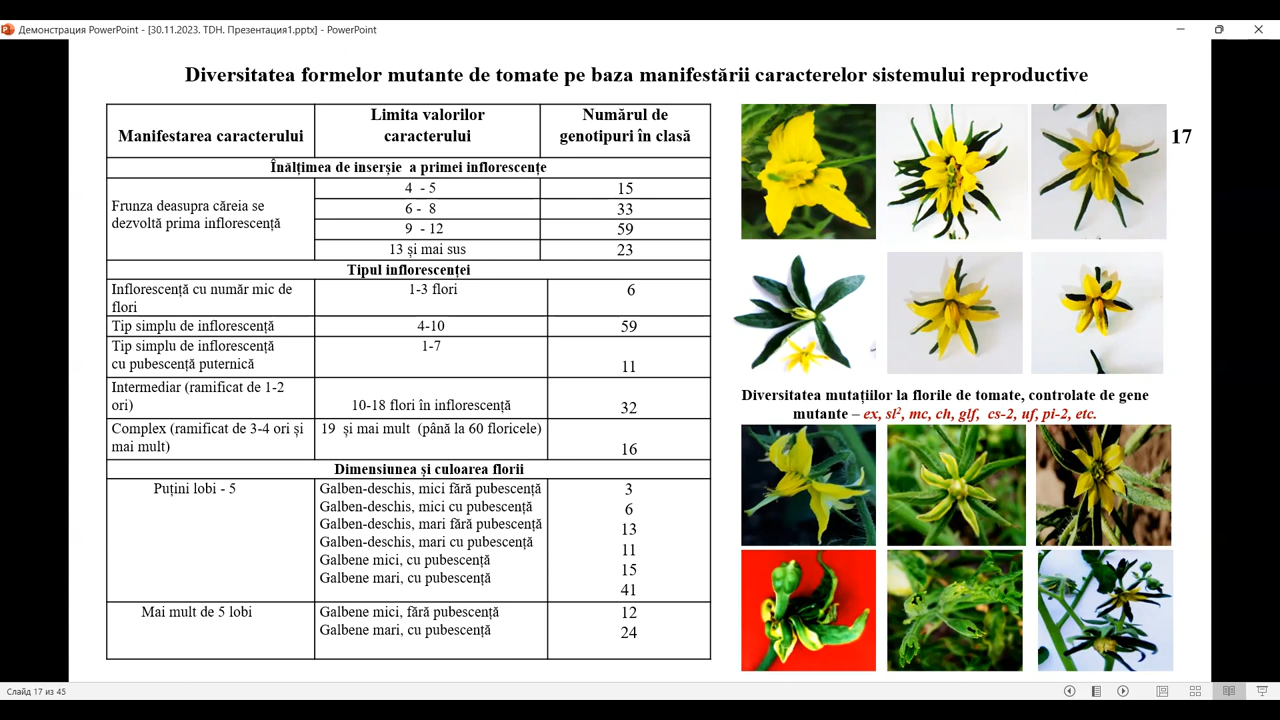 Демонстрация PowerPoint - [30.11.2023. TDH. Презентация1.pptx] - PowerPoint
Diversitatea formelor mutante de tomate pe baza manifestării caracterelor sistemului reproductive
17
Manifestarea caracterului
Limita valorilor
caracterului
Numărul de
genotipuri în clasă
Înălțimea de inserșie a primei inflorescențe
Frunza deasupra căreia se
dezvoltă prima inflorescență
4 - 5
15
6 - 8
33
9 - 12
59
13 și mai sus
23
Tipul inflorescenței
Inflorescență cu număr mic de
flori
1-3 flori
6
Tip simplu de inflorescență
4-10
59
Tip simplu de inflorescență
cu pubescență puternică
1-7
11
Intermediar (ramificat de 1-2
ori)
10-18 flori în inflorescență
32
Complex (ramificat de 3-4 ori și
mai mult)
19 și mai mult (până la 60 floricele)
16
Dimensiunea și culoarea florii
Puțini lobi - 5
Galben-deschis, mici fără pubescență
3
Galben-deschis, mici cu pubescență
6
Galben-deschis, mari fără pubescență
13
Galben-deschis, mari cu pubescență
11
Galbene mici, cu pubescență
15
Galbene mari, cu pubescență
41
Mai mult de 5 lobi
Galbene mici, fără pubescență
12
Galbene mari, cu pubescență
24
Diversitatea mutațiilor la florile de tomate, controlate de gene
mutante – ex, sl², mc, ch, glf, cs-2, uf, pi-2, etc.
Слайд 17 из 45